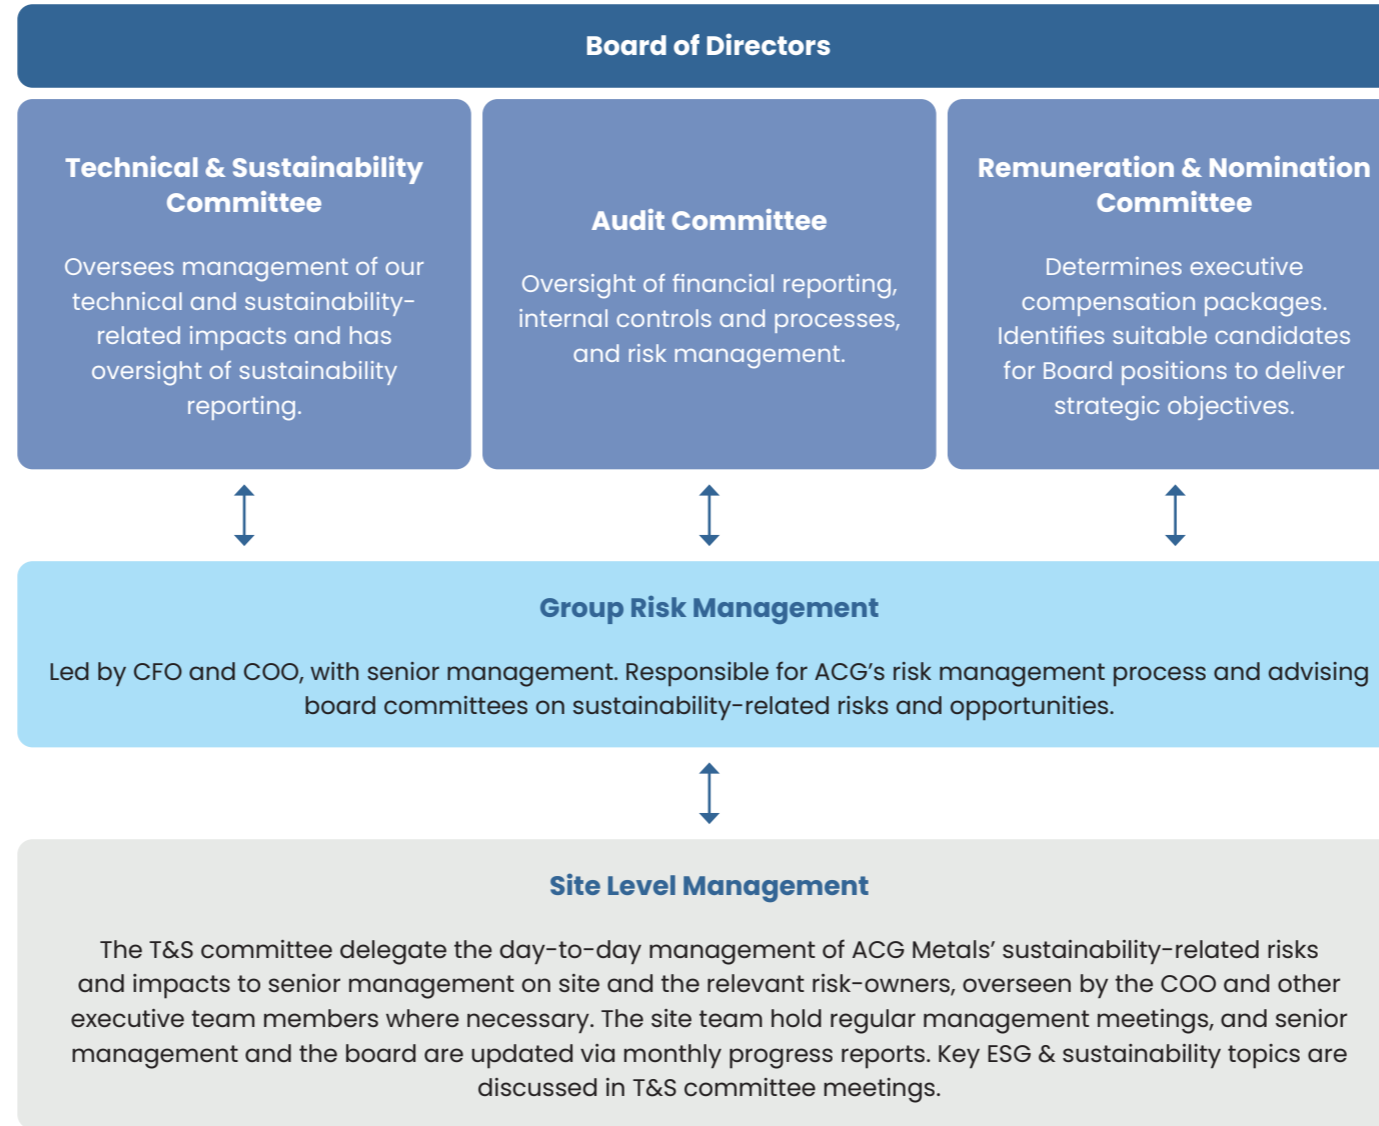 Board of Directors
Technical & Sustainability
Committee
Oversees management of our
technical and sustainability-
related impacts and has
oversight of sustainability
reporting.
Audit Committee
Oversight of financial reporting,
internal controls and processes,
and risk management.
Remuneration & Nomination
Committee
Determines executive
compensation packages.
Identifies suitable candidates
for Board positions to deliver
strategic objectives.
Group Risk Management
Led by CFO and COO, with senior management. Responsible for ACG’s risk management process and advising
board committees on sustainability-related risks and opportunities.
Site Level Management
The T&S committee delegate the day-to-day management of ACG Metals’ sustainability-related risks
and impacts to senior management on site and the relevant risk-owners, overseen by the COO and other
executive team members where necessary. The site team hold regular management meetings, and senior
management and the board are updated via monthly progress reports. Key ESG & sustainability topics are
discussed in T&S committee meetings.